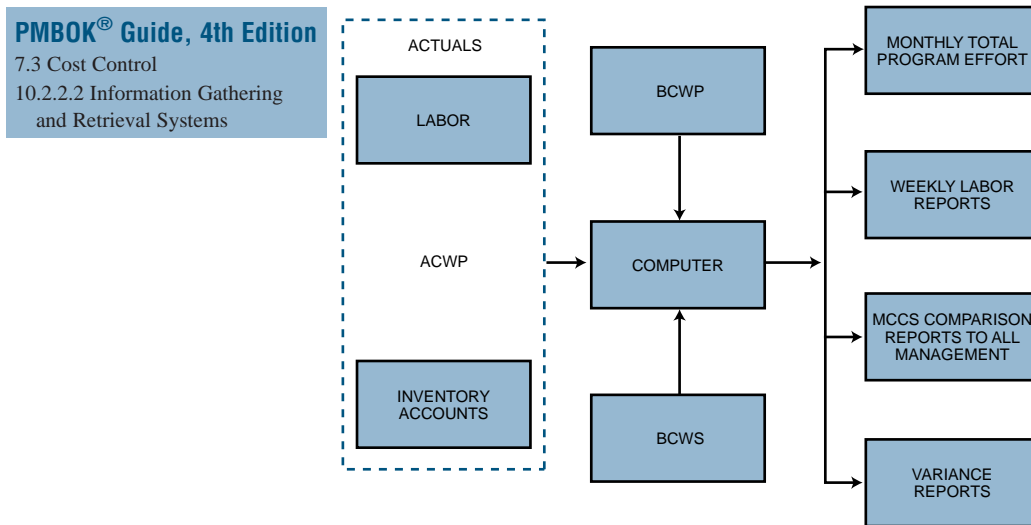 PMBOK® Guide, 4th Edition
7.3 Cost Control
10.2.2.2 Information Gathering
and Retrieval Systems
ACTUALS
LABOR
ACWP
INVENTORY
ACCOUNTS
BCWP
COMPUTER
BCWS
MONTHLY TOTAL
PROGRAM EFFORT
WEEKLY LABOR
REPORTS
MCCS COMPARISON
REPORTS TO ALL
MANAGEMENT
VARIANCE
REPORTS